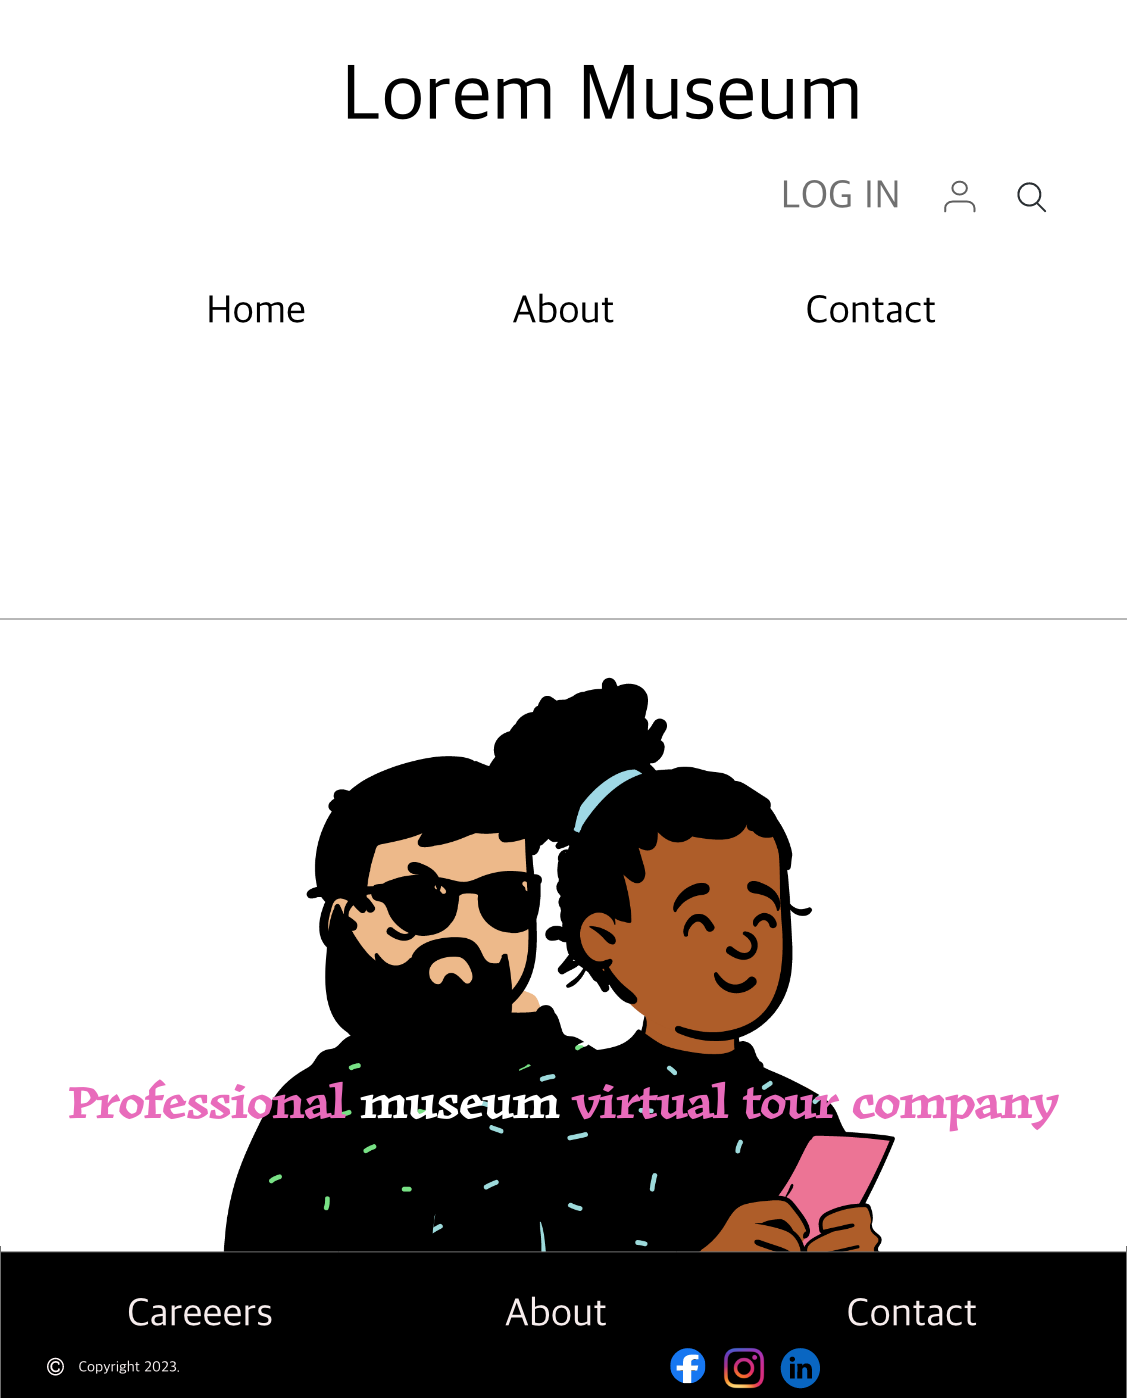 Lorem Museum
LOG IN
Home About Contact
Professional museum virtual tour company
Careeers About Contact
© Copyright 2023.